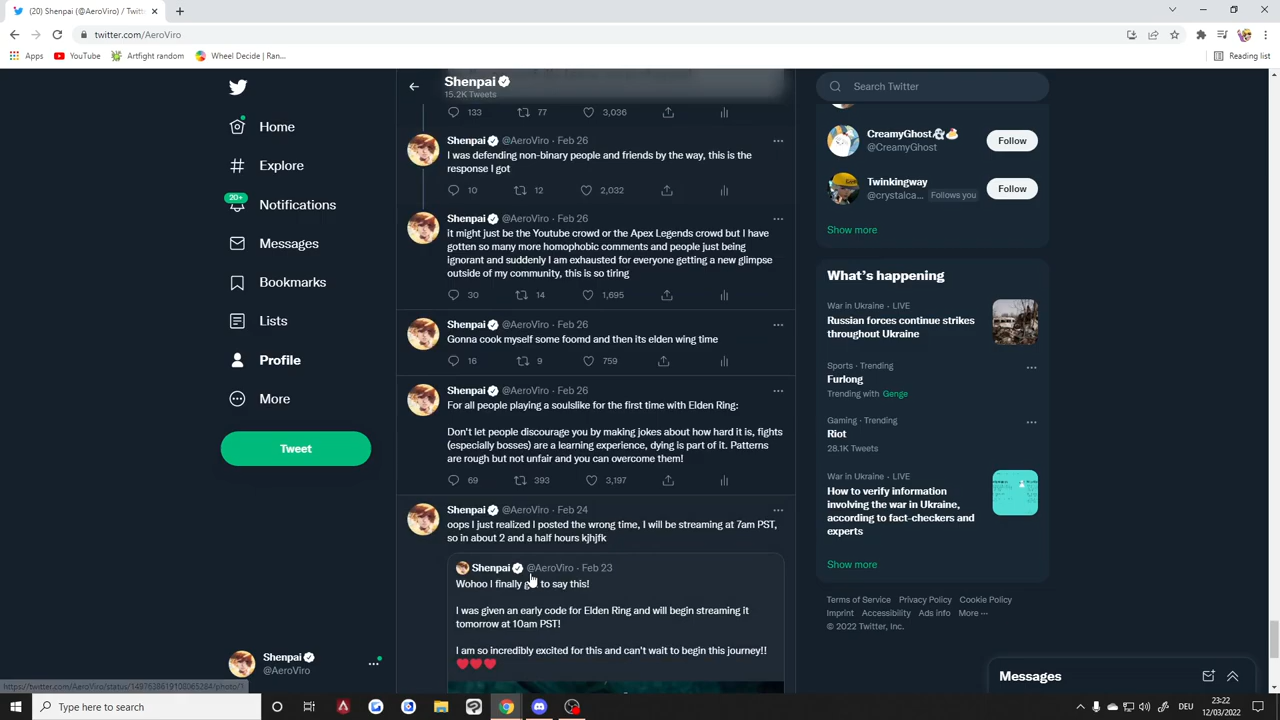 (20) Shenpai (@AeroViro) / Twitt
twitter.com/AeroViro
Apps
YouTube
Artfight random
Wheel Decide | Ran...
Reading list
Shenpai
15.2K Tweets
Home
Explore
20+
Notifications
Messages
Bookmarks
Lists
Profile
More
Tweet
Shenpai
@AeroViro
133 77 3,036
Shenpai @AeroViro · Feb 26
I was defending non-binary people and friends by the way, this is the
response I got
10 12 2,032
Shenpai @AeroViro · Feb 26
it might just be the Youtube crowd or the Apex Legends crowd but I have
gotten so many more homophobic comments and people just being
ignorant and suddenly I am exhausted for everyone getting a new glimpse
outside of my community, this is so tiring
30 14 1,695
Shenpai @AeroViro · Feb 26
Gonna cook myself some foomd and then its elden wing time
16 9 759
Shenpai @AeroViro · Feb 26
For all people playing a soulslike for the first time with Elden Ring:
Don't let people discourage you by making jokes about how hard it is, fights
(especially bosses) are a learning experience, dying is part of it. Patterns
are rough but not unfair and you can overcome them!
69 393 3,197
Shenpai @AeroViro · Feb 24
oops I just realized I posted the wrong time, I will be streaming at 7am PST,
so in about 2 and a half hours kjhjfk
Shenpai @AeroViro · Feb 23
Wohoo I finally to say this!
I was given an early code for Elden Ring and will begin streaming it
tomorrow at 10am PST!
I am so incredibly excited for this and can't wait to begin this journey!!
Search Twitter
CreamyGhost
@CreamyGhost
Follow
Twinkingway
@crystalca... Follows you
Follow
Show more
What's happening
War in Ukraine · LIVE
Russian forces continue strikes
throughout Ukraine
Sports · Trending
Furlong
Trending with Genge
Gaming · Trending
Riot
28.1K Tweets
War in Ukraine · LIVE
How to verify information
involving the war in Ukraine,
according to fact-checkers and
experts
Show more
Terms of Service Privacy Policy Cookie Policy
Imprint Accessibility Ads info More ···
© 2022 Twitter, Inc.
Messages
https://twitter.com/AeroViro/status/1497638619108065284/photo/1
Type here to search
23:22
12/03/2022